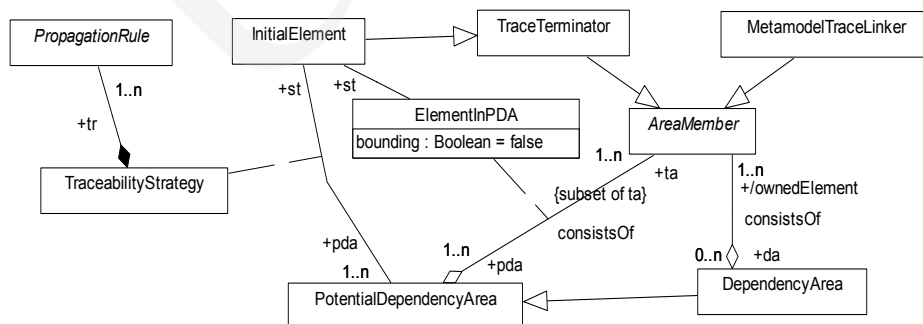 PropagationRule
InitialElement
TraceTerminator
MetamodelTraceLinker
+st
+st
1..n
+tr
ElementInPDA
bounding : Boolean = false
AreaMember
1..n
+ta
1..n
+/ownedElement
TraceabilityStrategy
{subset of ta}
consistsOf
consistsOf
+pda
1..n
1..n
+pda
0..n
+da
PotentialDependencyArea
DependencyArea